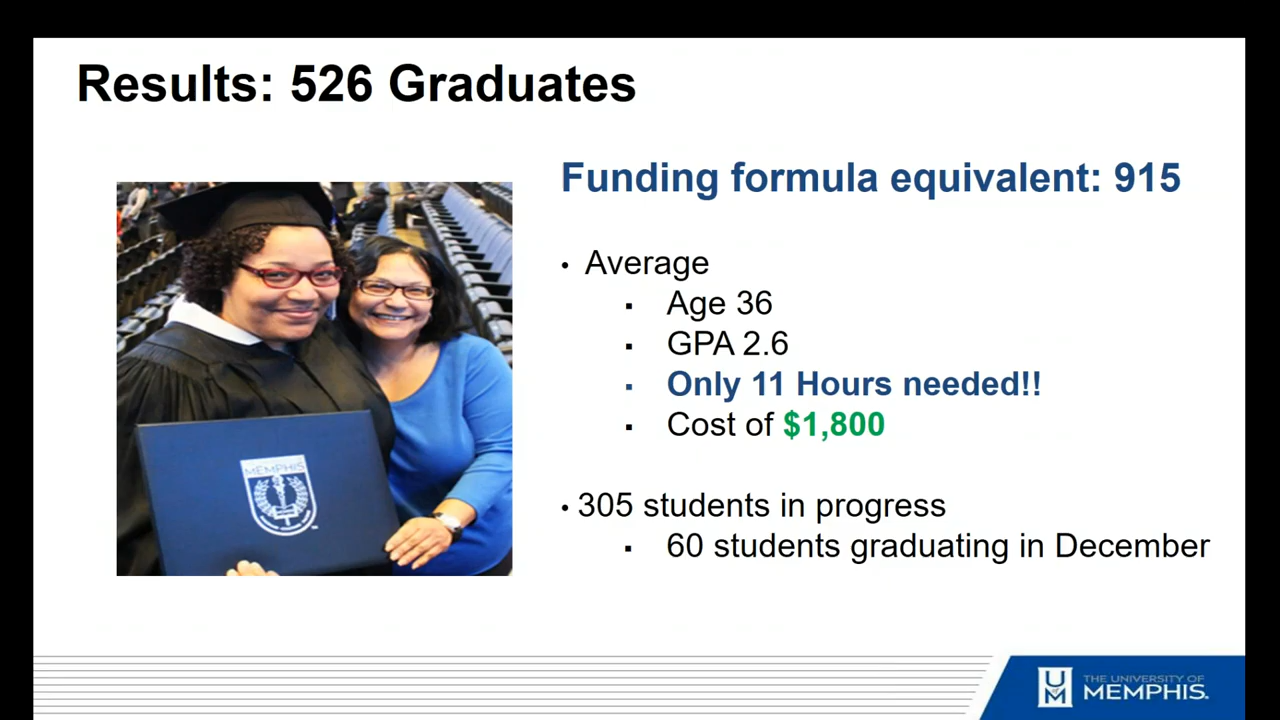 Results: 526 Graduates
Funding formula equivalent: 915
• Average
▪ Age 36
▪ GPA 2.6
▪ Only 11 Hours needed!!
▪ Cost of $1,800
• 305 students in progress
▪ 60 students graduating in December
MEMPHIS
UM
THE UNIVERSITY OF
MEMPHIS.